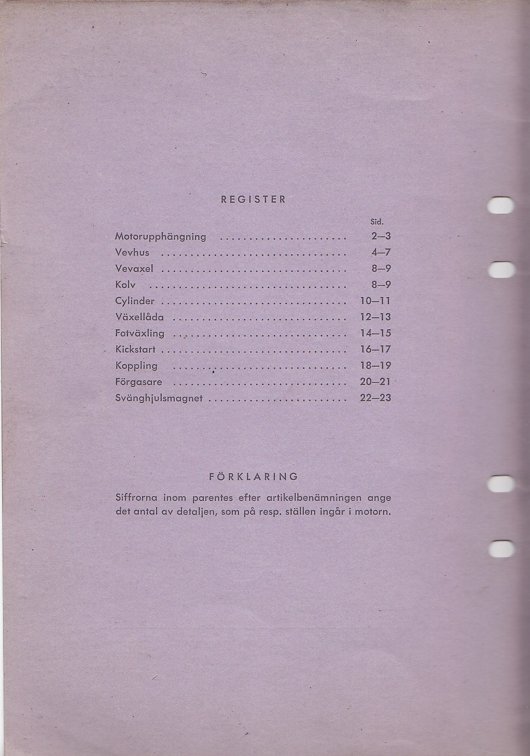 REGISTER
Sid.
Motorupphängning ...................... 2—3
Vevhus ................................ 4—7
Vevaxel ................................ 8—9
Kolv .................................. 8—9
Cylinder ................................ 10—11
Växellåda .............................. 12—13
Fotväxling .............................. 14—15
Kickstart ................................ 16—17
Koppling .............................. 18—19
Förgasare .............................. 20—21
Svänghjulsmagnet ........................ 22—23
FÖRKLARING
Siffrorna inom parentes efter artikelbenämningen ange
det antal av detaljen, som på resp. ställen ingår i motorn.